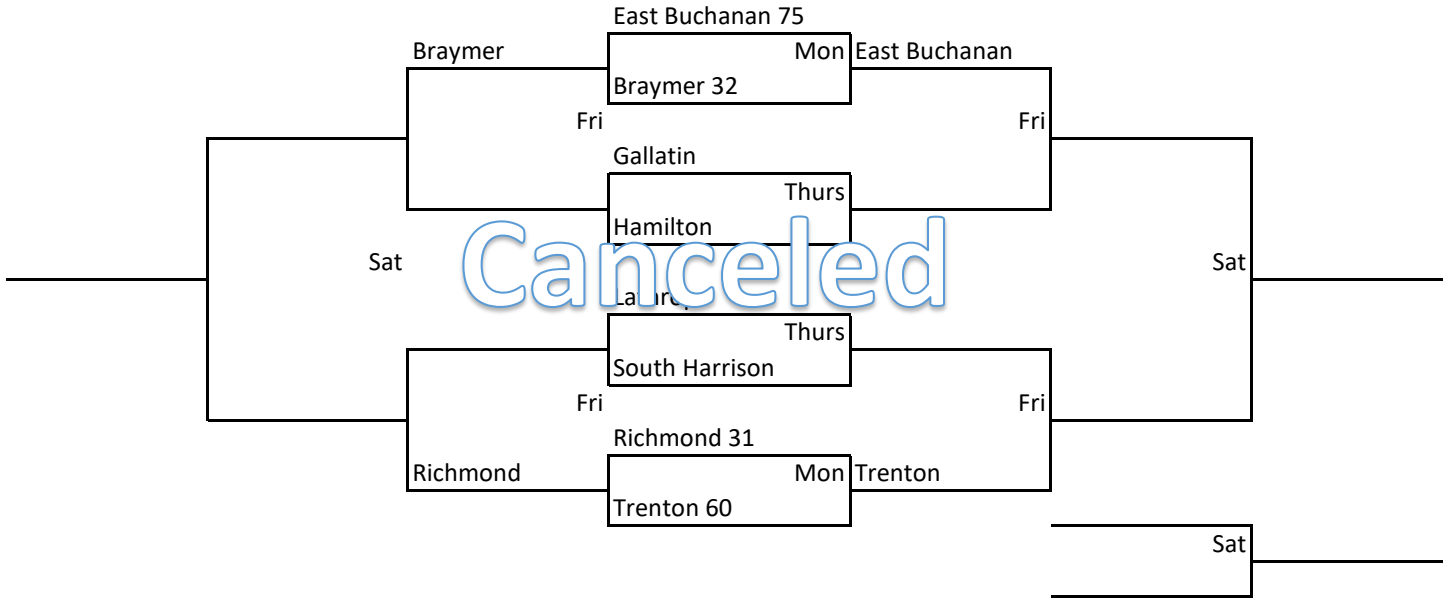 East Buchanan 75
Braymer
Mon
East Buchanan
Braymer 32
Fri
Fri
Gallatin
Thurs
Hamilton
Canceled
Sat
Sat
Thurs
South Harrison
Fri
Fri
Richmond 31
Richmond
Mon
Trenton
Trenton 60
Sat